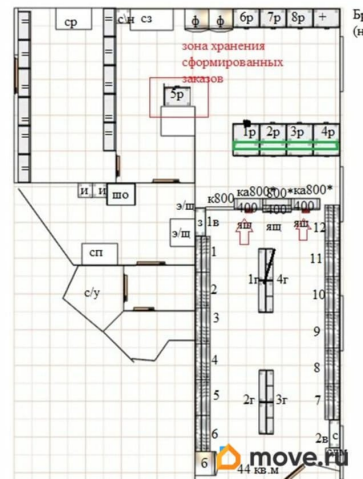 ср
с\н
сз
ф
ф
6р
7р
8р
+
Бр
(н
зона хранения
сформированных
заказов
5р
1р
2р
3р
4р
и
и
шо
э/щ
к800
ка800*
800*
ка800*
400
400
400
э/щ
з
1в
ящ
ящ
ящ
12
сп
1
11
1г
4г
2
10
с/у
3
9
4
8
2г
3г
5
7
6
2в
с
б
44 кв.м
move.ru